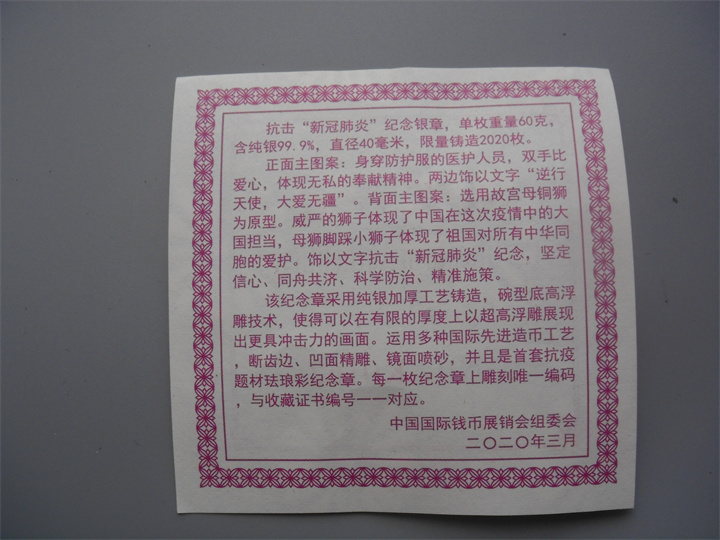 抗击“新冠肺炎”纪念银章，单枚重量60克，
含纯银99.9%，直径40毫米，限量铸造2020枚。
正面主图案：身穿防护服的医护人员，双手比
爱心，体现无私的奉献精神。两边饰以文字“逆行
天使，大爱无疆”。背面主图案：选用故宫母铜狮
为原型。威严的狮子体现了中国在这次疫情中的大
国担当，母狮脚踩小狮子体现了祖国对所有中华同
胞的爱护。饰以文字抗击“新冠肺炎”纪念，坚定
信心、同舟共济、科学防治、精准施策。
该纪念章采用纯银加厚工艺铸造，碗型底高浮
雕技术，使得可以在有限的厚度上以超高浮雕展现
出更具冲击力的画面。运用多种国际先进造币工艺
，断齿边、凹面精雕、镜面喷砂，并且是首套抗疫
题材珐琅彩纪念章。每一枚纪念章上雕刻唯一编码
，与收藏证书编号一一对应。
中国国际钱币展销会组委会
二〇二〇年三月